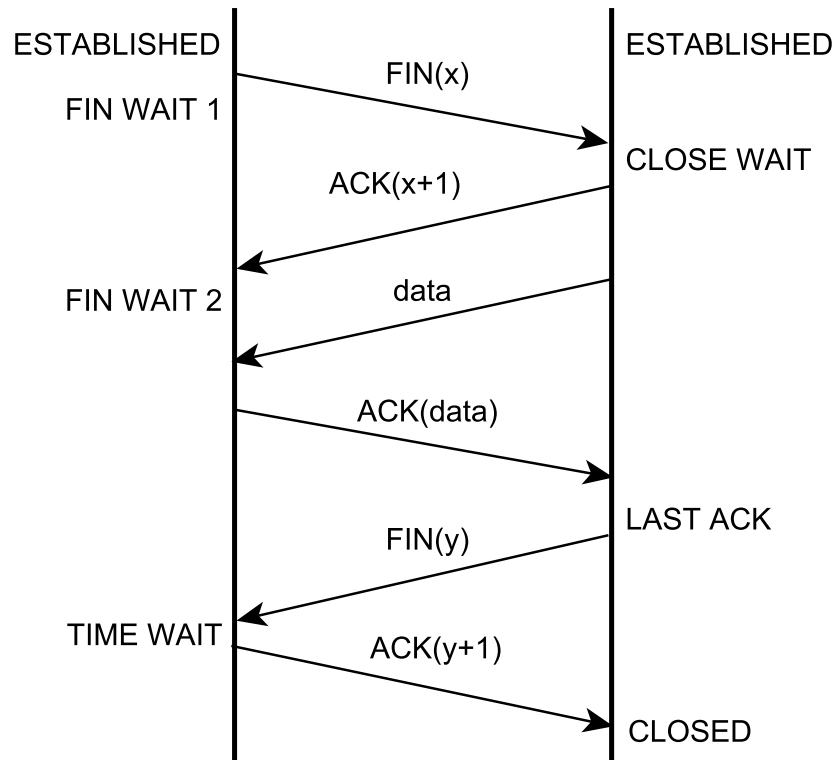 ESTABLISHED
ESTABLISHED
FIN(x)
FIN WAIT 1
CLOSE WAIT
ACK(x+1)
FIN WAIT 2
data
ACK(data)
LAST ACK
FIN(y)
TIME WAIT
ACK(y+1)
CLOSED